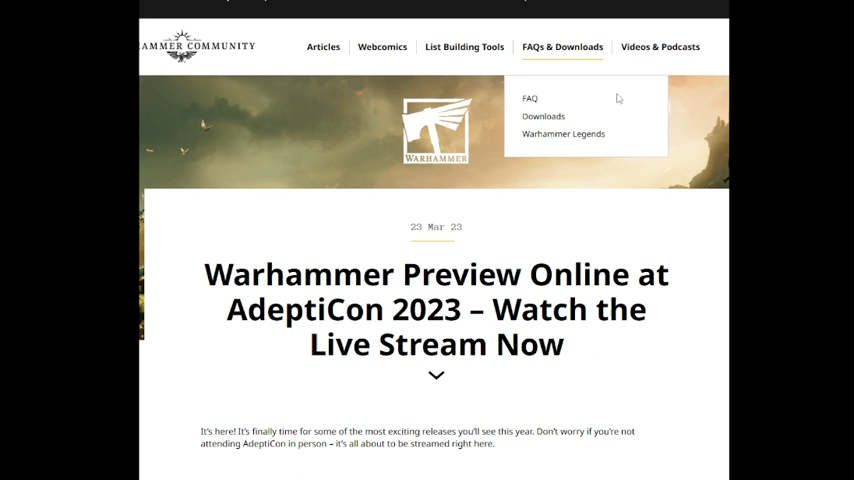 AMMER COMMUNITY
Articles
Webcomics
List Building Tools
FAQs & Downloads
Videos & Podcasts
FAQ
Downloads
Warhammer Legends
WARHAMMER
23 Mar 23
Warhammer Preview Online at
AdeptiCon 2023 – Watch the
Live Stream Now
It's here! It's finally time for some of the most exciting releases you'll see this year. Don't worry if you're not
attending AdeptiCon in person – it's all about to be streamed right here.